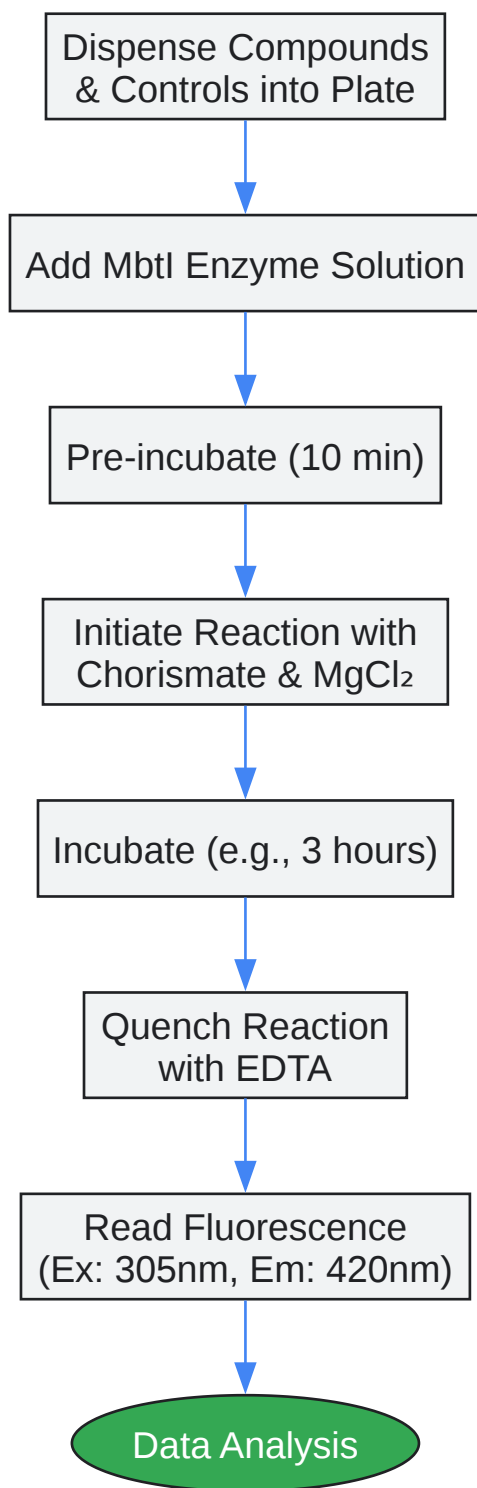 Dispense Compounds
& Controls into Plate
Add MbtI Enzyme Solution
Pre-incubate (10 min)
Initiate Reaction with
Chorismate & MgCl₂
Incubate (e.g., 3 hours)
Quench Reaction
with EDTA
Read Fluorescence
(Ex: 305nm, Em: 420nm)
Data Analysis